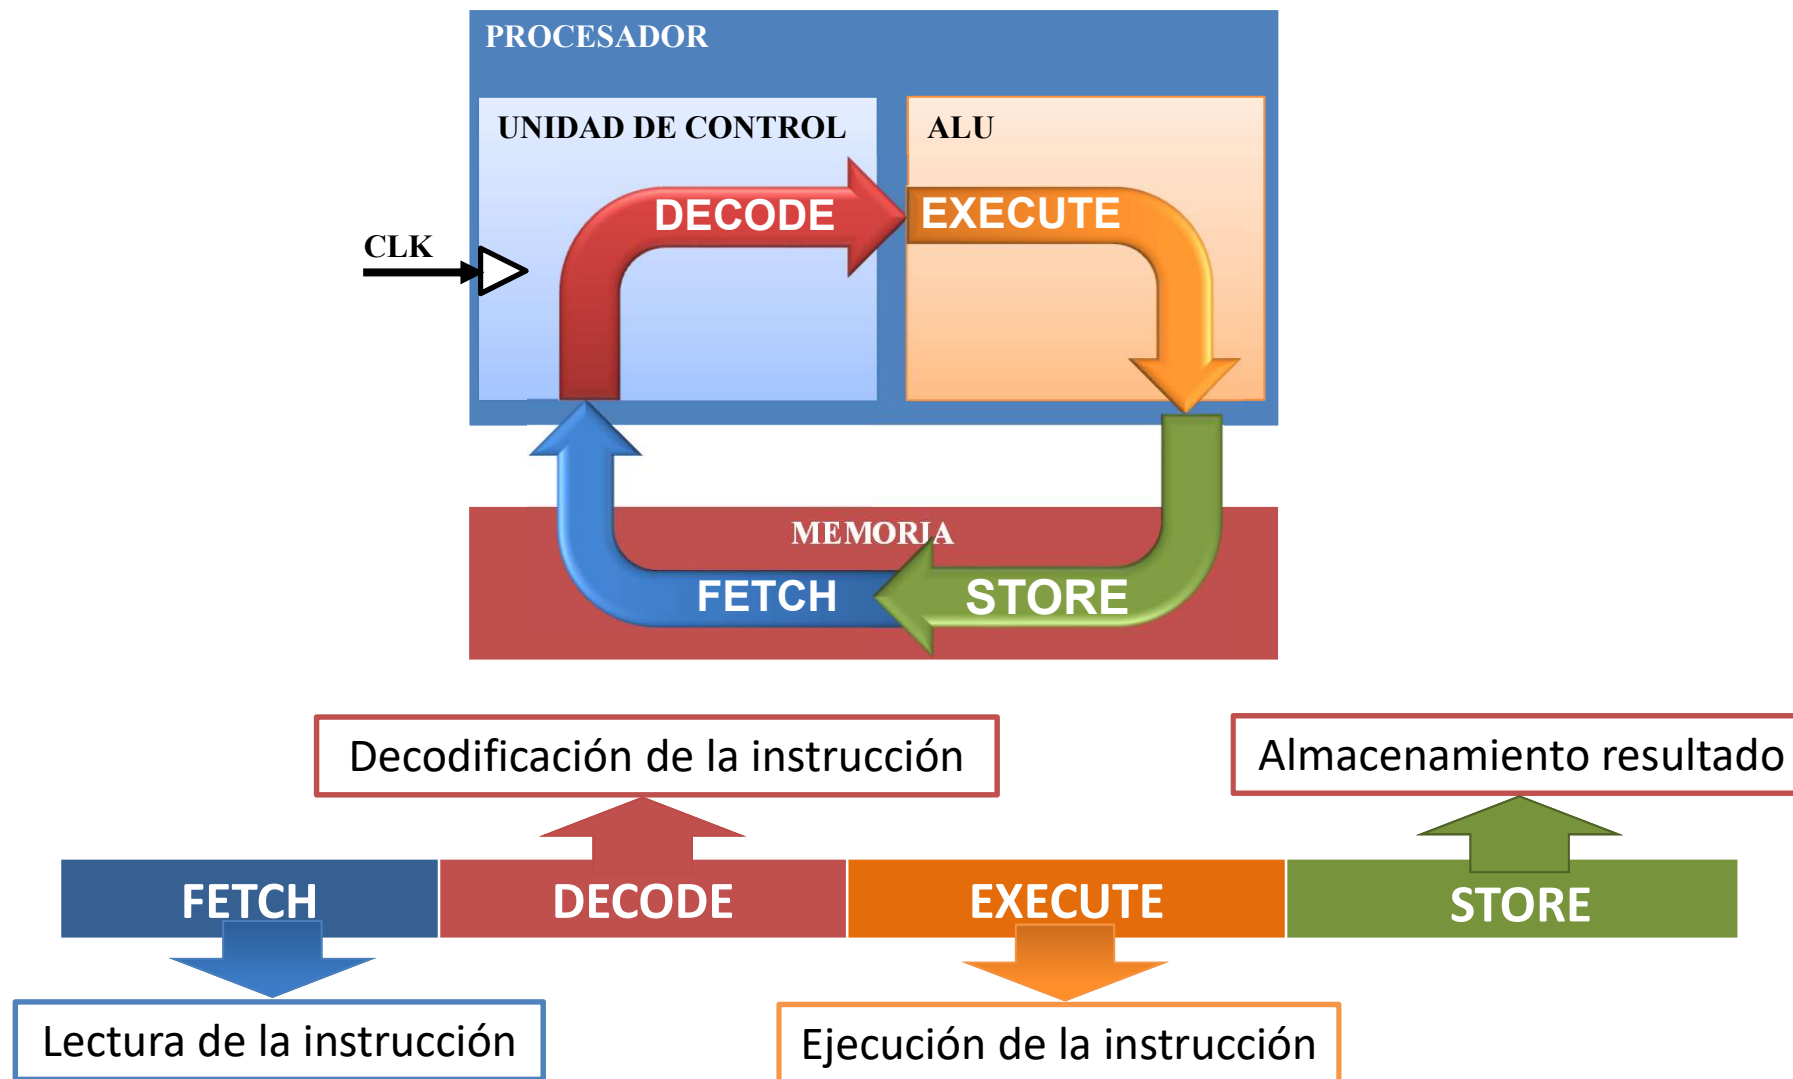 PROCESADOR
UNIDAD DE CONTROL
ALU
DECODE
EXECUTE
CLK
MEMORIA
FETCH
STORE
Decodificación de la instrucción
Almacenamiento resultado
FETCH
DECODE
EXECUTE
STORE
Lectura de la instrucción
Ejecución de la instrucción